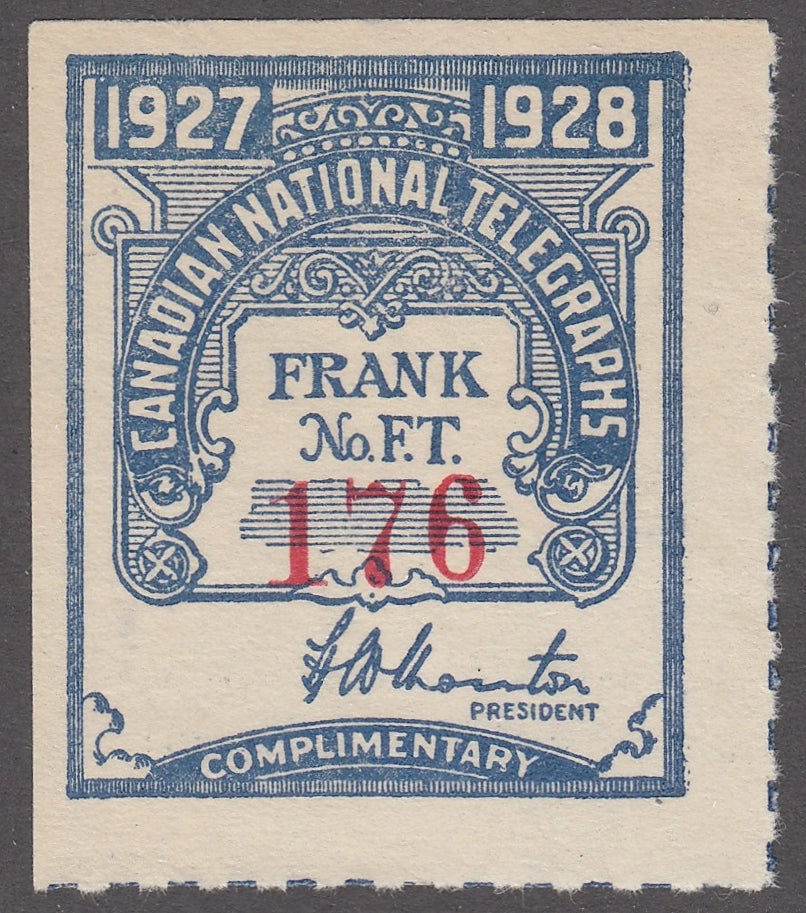 1927 1928
CANADIAN NATIONAL TELEGRAPHS
FRANK
No. F.T.
176
PRESIDENT
COMPLIMENTARY